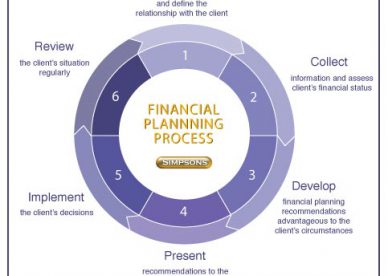 and define the
relationship with the client
1
Collect
information and assess
client's financial status
2
Develop
financial planning
recommendations
advantageous to the
client's circumstances
3
Present
recommendations to the
4
Implement
the client's decisions
5
Review
the client's situation
regularly
6
FINANCIAL
PLANNNING
PROCESS
SIMPSONS